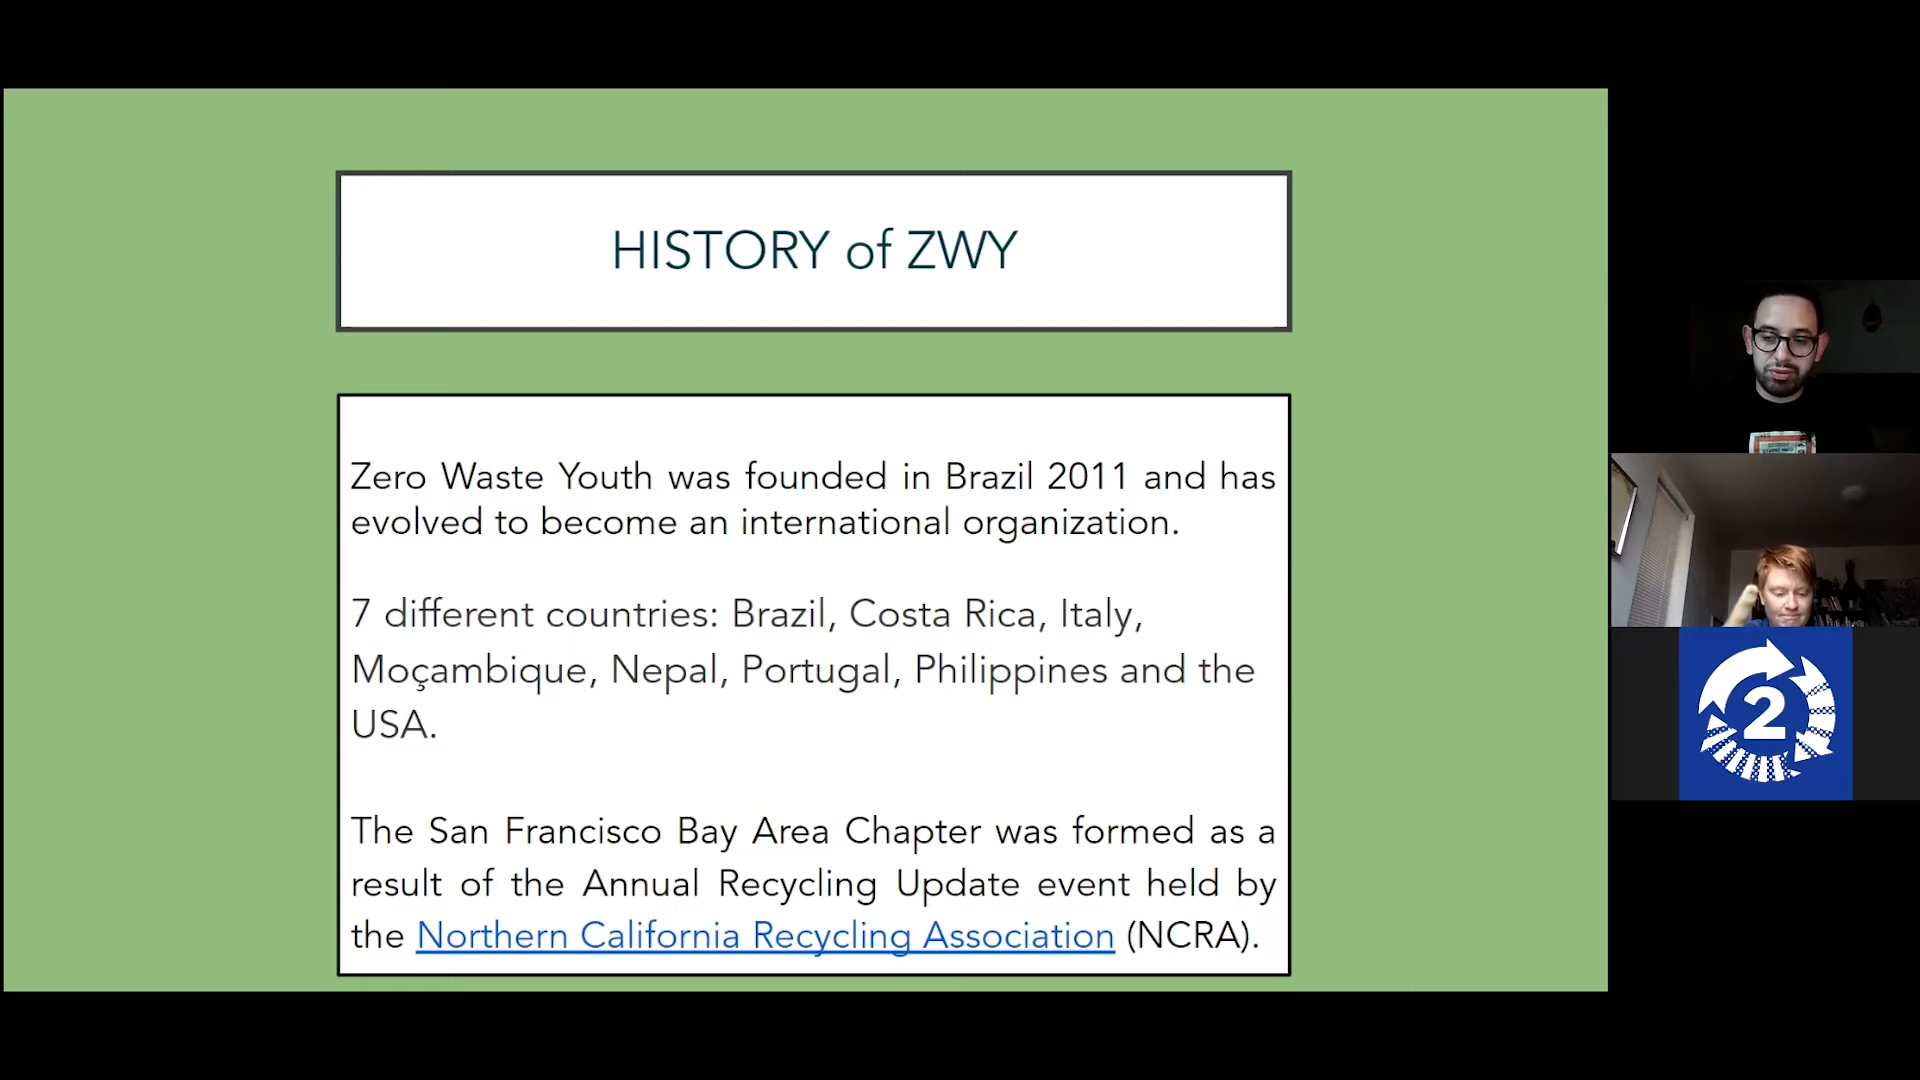 HISTORY of ZWY
Zero Waste Youth was founded in Brazil 2011 and has
evolved to become an international organization.
7 different countries: Brazil, Costa Rica, Italy,
Moçambique, Nepal, Portugal, Philippines and the
USA.
The San Francisco Bay Area Chapter was formed as a
result of the Annual Recycling Update event held by
the Northern California Recycling Association (NCRA).
2